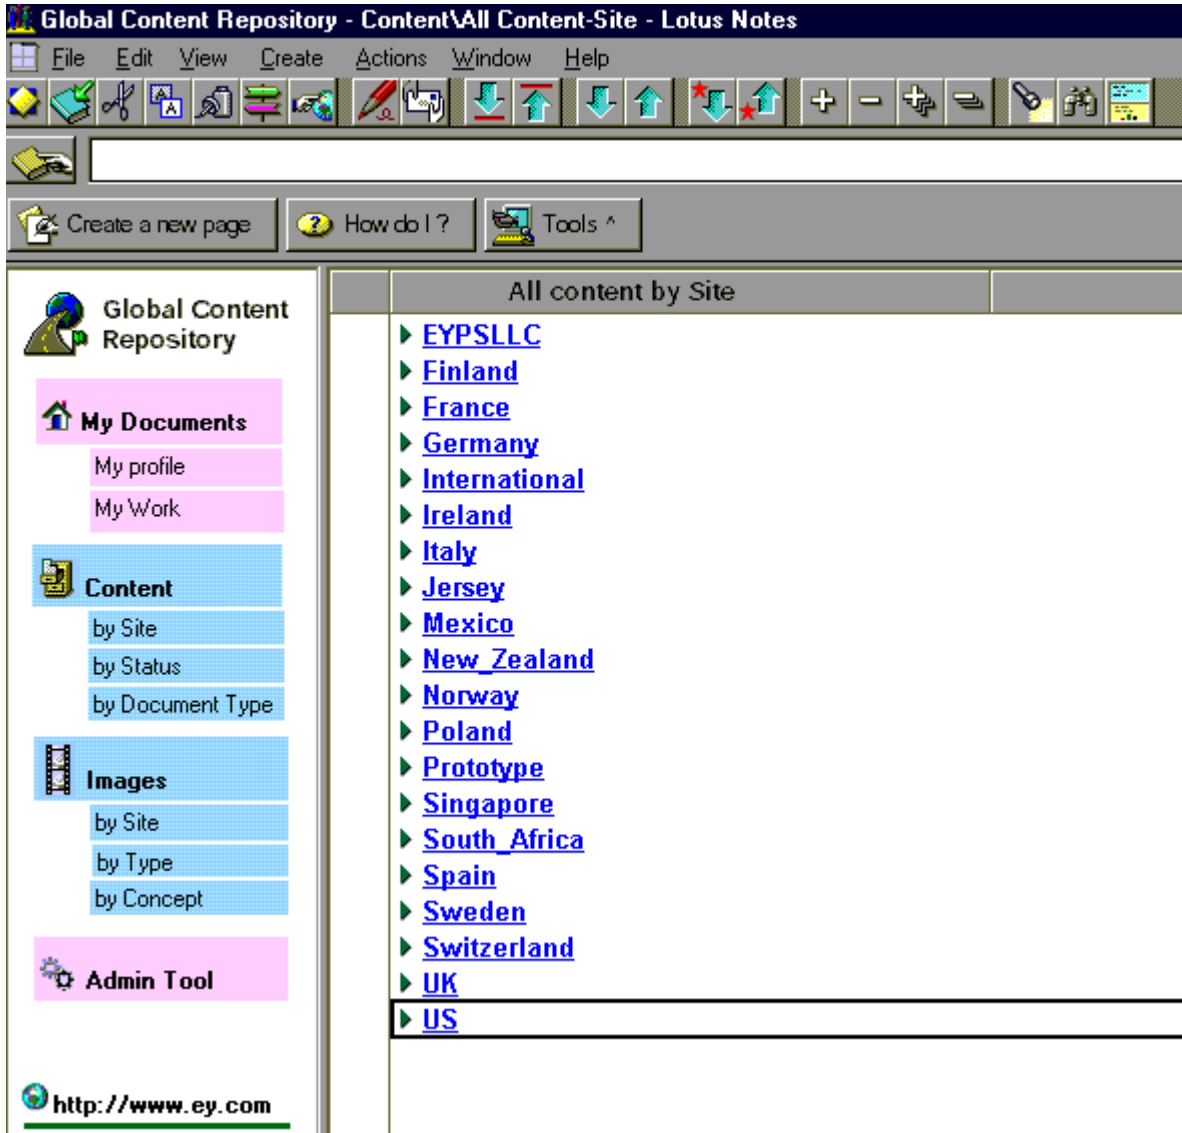 Global Content Repository - Content\All Content-Site - Lotus Notes
File Edit View Create Actions Window Help
Create a new page How do I ? Tools ^
Global Content
Repository
My Documents
My profile
My Work
Content
by Site
by Status
by Document Type
Images
by Site
by Type
by Concept
Admin Tool
http://www.ey.com
All content by Site
EYPSLLC
Finland
France
Germany
International
Ireland
Italy
Jersey
Mexico
New_Zealand
Norway
Poland
Prototype
Singapore
South_Africa
Spain
Sweden
Switzerland
UK
US